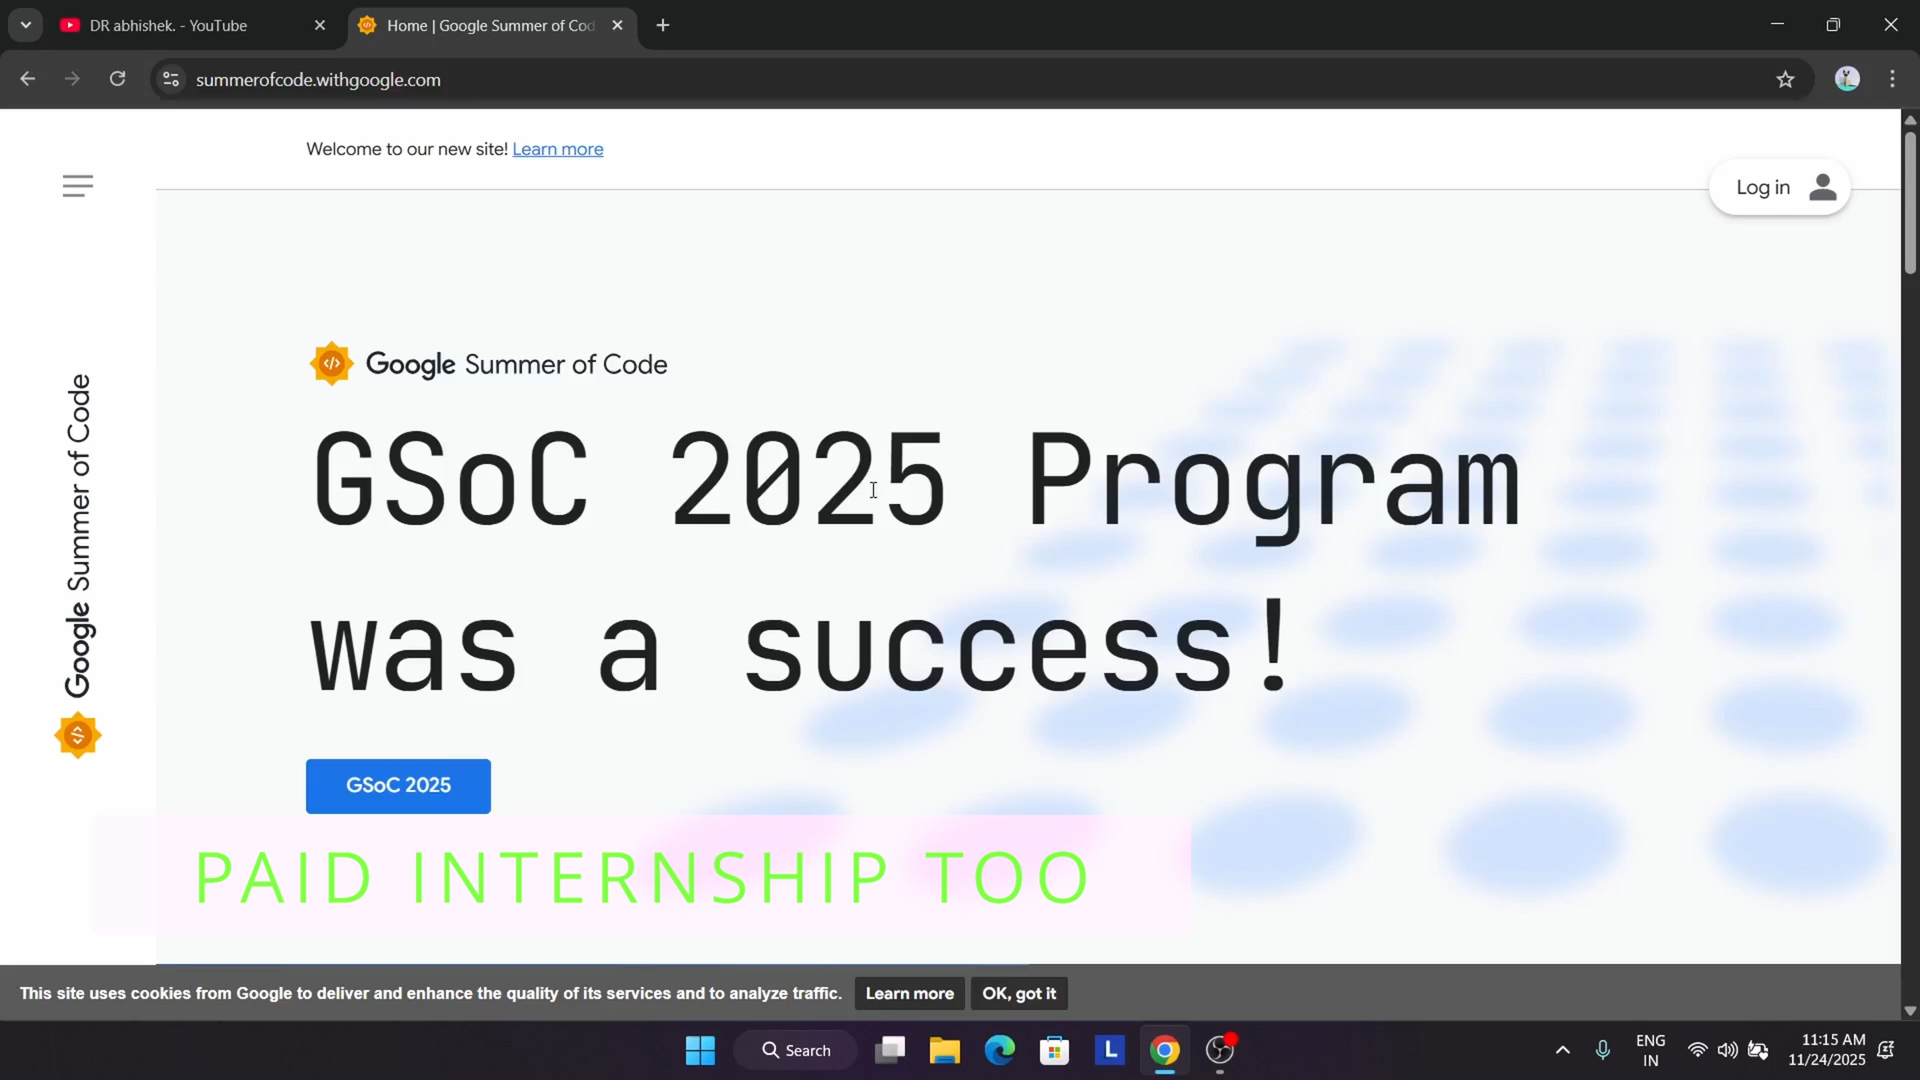 DR abhishek. - YouTube
Home | Google Summer of Cod
summerofcode.withgoogle.com
Welcome to our new site! Learn more
Log in
Google Summer of Code
Google Summer of Code
GSoC 2025 Program
was a success!
GSoC 2025
PAID INTERNSHIP TOO
This site uses cookies from Google to deliver and enhance the quality of its services and to analyze traffic.
Learn more
OK, got it
Search
L
ENG
IN
11:15 AM
11/24/2025